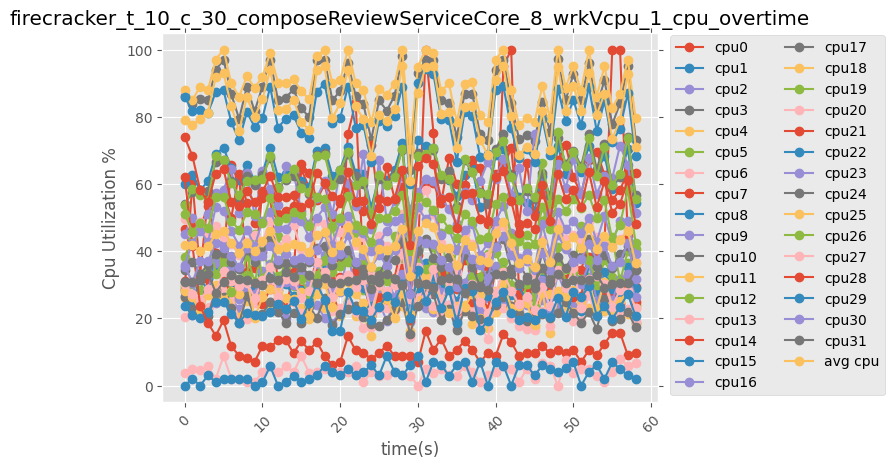 firecracker_t_10_c_30_composeReviewServiceCore_8_wrkVcpu_1_cpu_overtime
Cpu Utilization %
100
80
60
40
20
0
0
10
20
30
40
50
60
time(s)
cpu0
cpu1
cpu2
cpu3
cpu4
cpu5
cpu6
cpu7
cpu8
cpu9
cpu10
cpu11
cpu12
cpu13
cpu14
cpu15
cpu16
cpu17
cpu18
cpu19
cpu20
cpu21
cpu22
cpu23
cpu24
cpu25
cpu26
cpu27
cpu28
cpu29
cpu30
cpu31
avg cpu